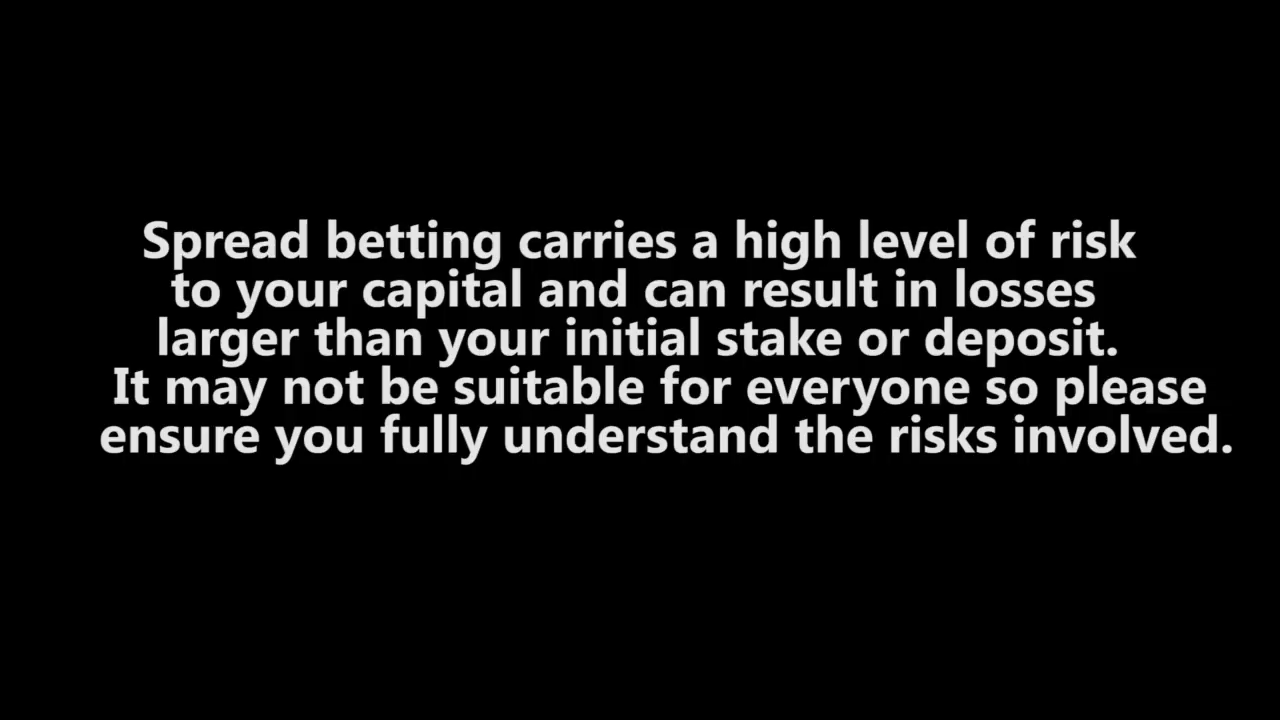 Spread betting carries a high level of risk
to your capital and can result in losses
larger than your initial stake or deposit.
It may not be suitable for everyone so please
ensure you fully understand the risks involved.